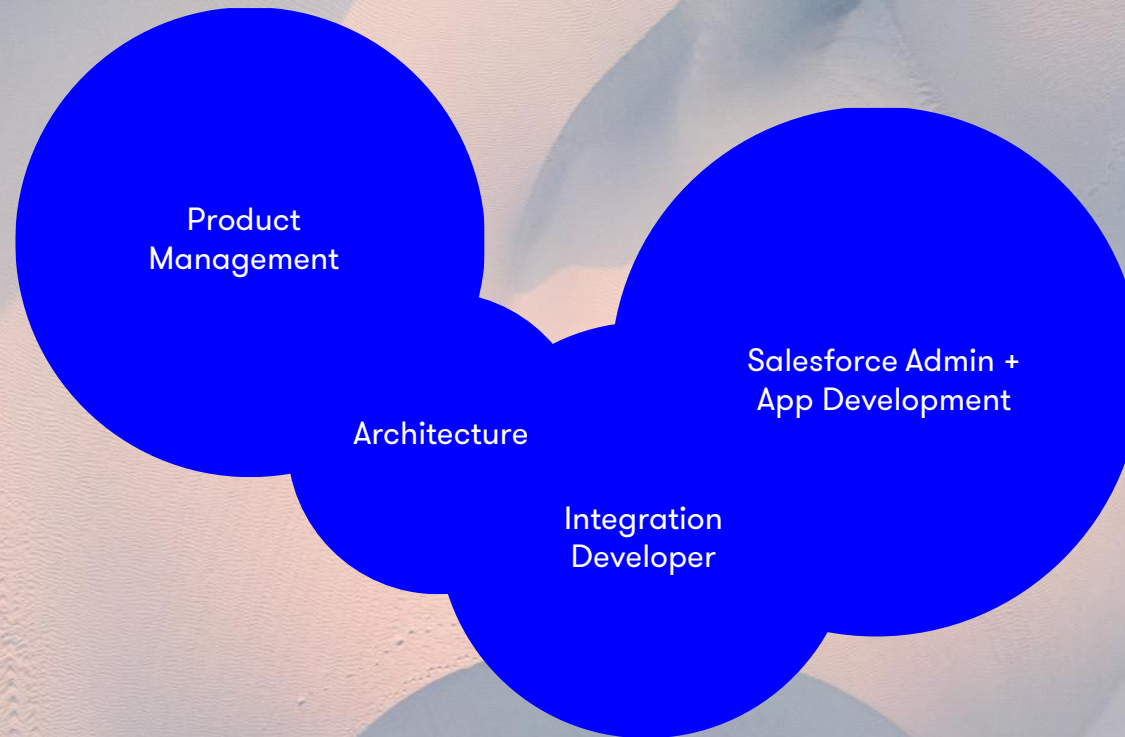 Product
Management
Architecture
Salesforce Admin +
App Development
Integration
Developer